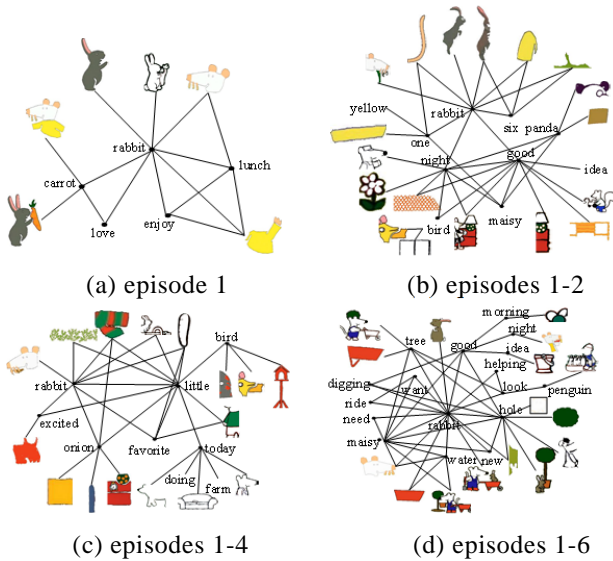 rabbit
lunch
carrot
love
enjoy
(a) episode 1
yellow
rabbit
six panda
one
night
good
idea
bird
maisy
(b) episodes 1-2
bird
rabbit
little
excited
onion
favorite
today
doing
farm
(c) episodes 1-4
morning
night
tree
good
idea
helping
digging
want
look
penguin
ride
hole
need
rabbit
maisy
water
new
(d) episodes 1-6